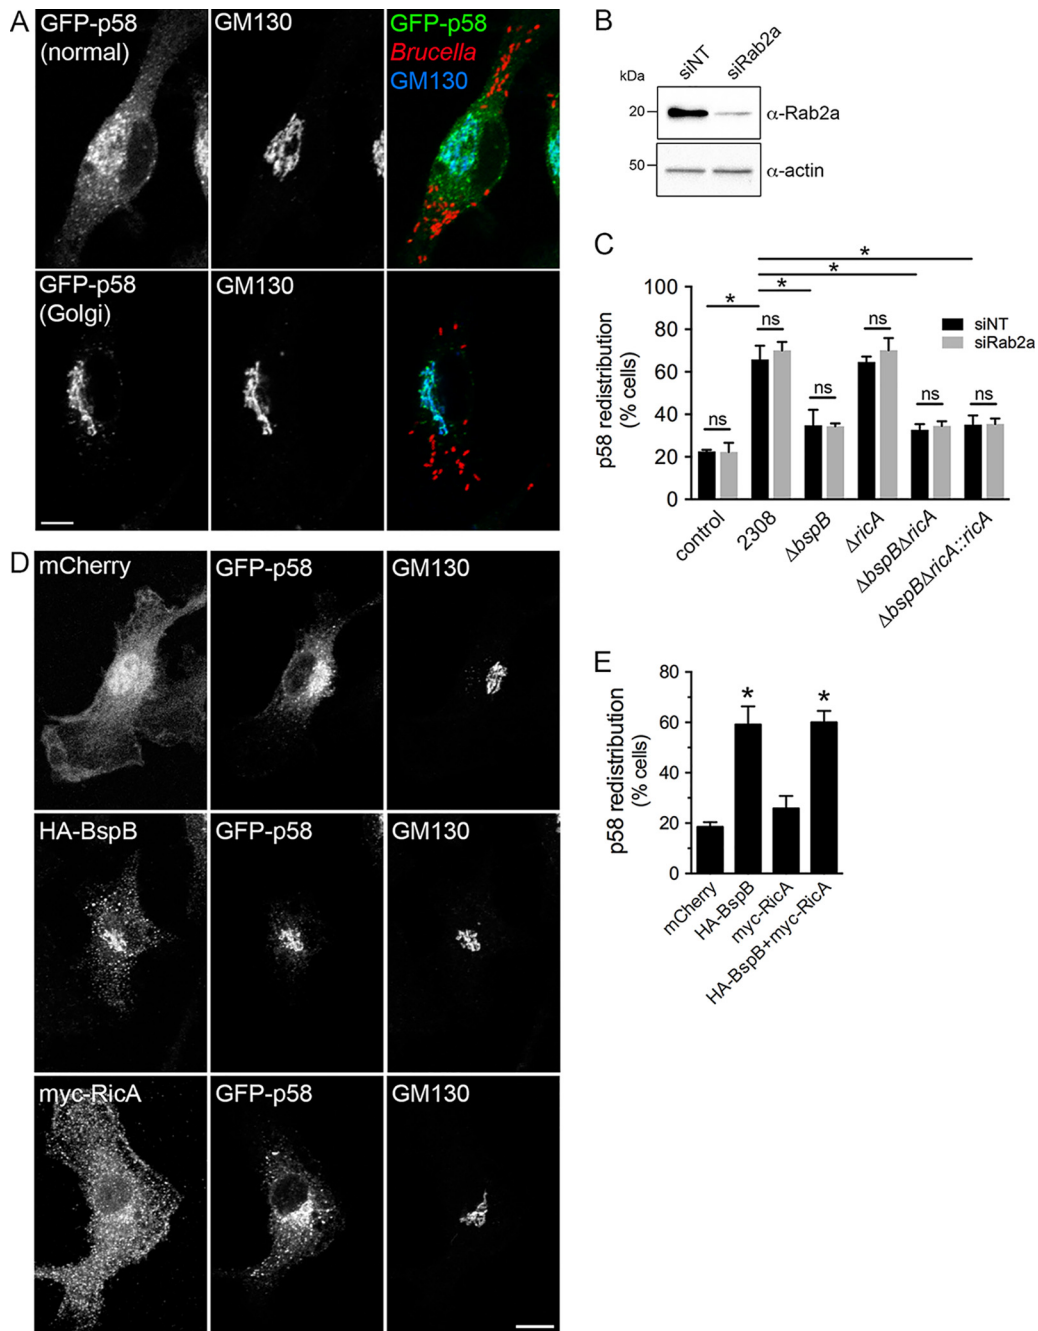 A
GFP-p58
(normal)
GM130
GFP-p58
Brucella
GM130
GFP-p58
(Golgi)
GM130
B
siNT
siRab2a
kDa
20
α-Rab2a
50
α-actin
C
*
*
*
*
ns
ns
ns
ns
ns
ns
siNT
siRab2a
100
80
60
40
20
0
p58 redistribution
(% cells)
control
2308
ΔbspB
ΔricA
ΔbspBΔricA
ΔbspBΔricA::ricA
D
mCherry
GFP-p58
GM130
HA-BspB
GFP-p58
GM130
myc-RicA
GFP-p58
GM130
E
80
60
40
20
0
p58 redistribution
(% cells)
*
*
mCherry
HA-BspB
myc-RicA
HA-BspB+myc-RicA